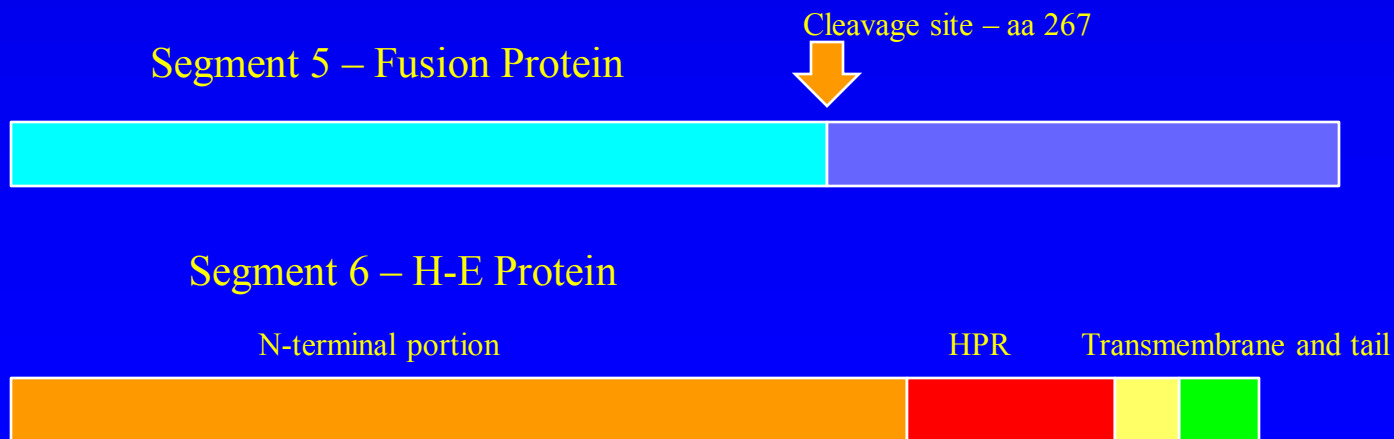 Cleavage site – aa 267
Segment 5 – Fusion Protein
Segment 6 – H-E Protein
N-terminal portion HPR Transmembrane and tail